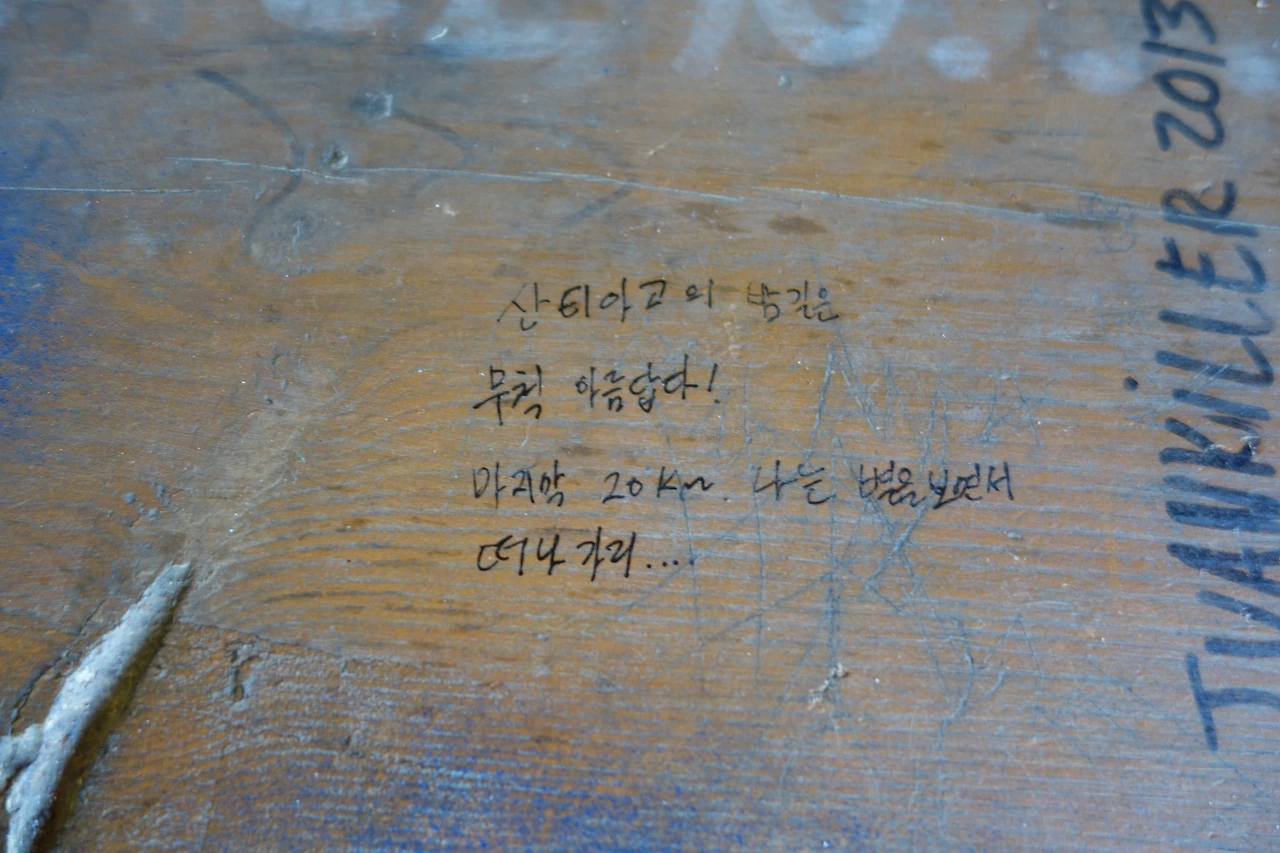 산티아고의 밤길은
무척 아름답다!
마지막 20Km. 나는 별을보면서
떠나가리....
2013